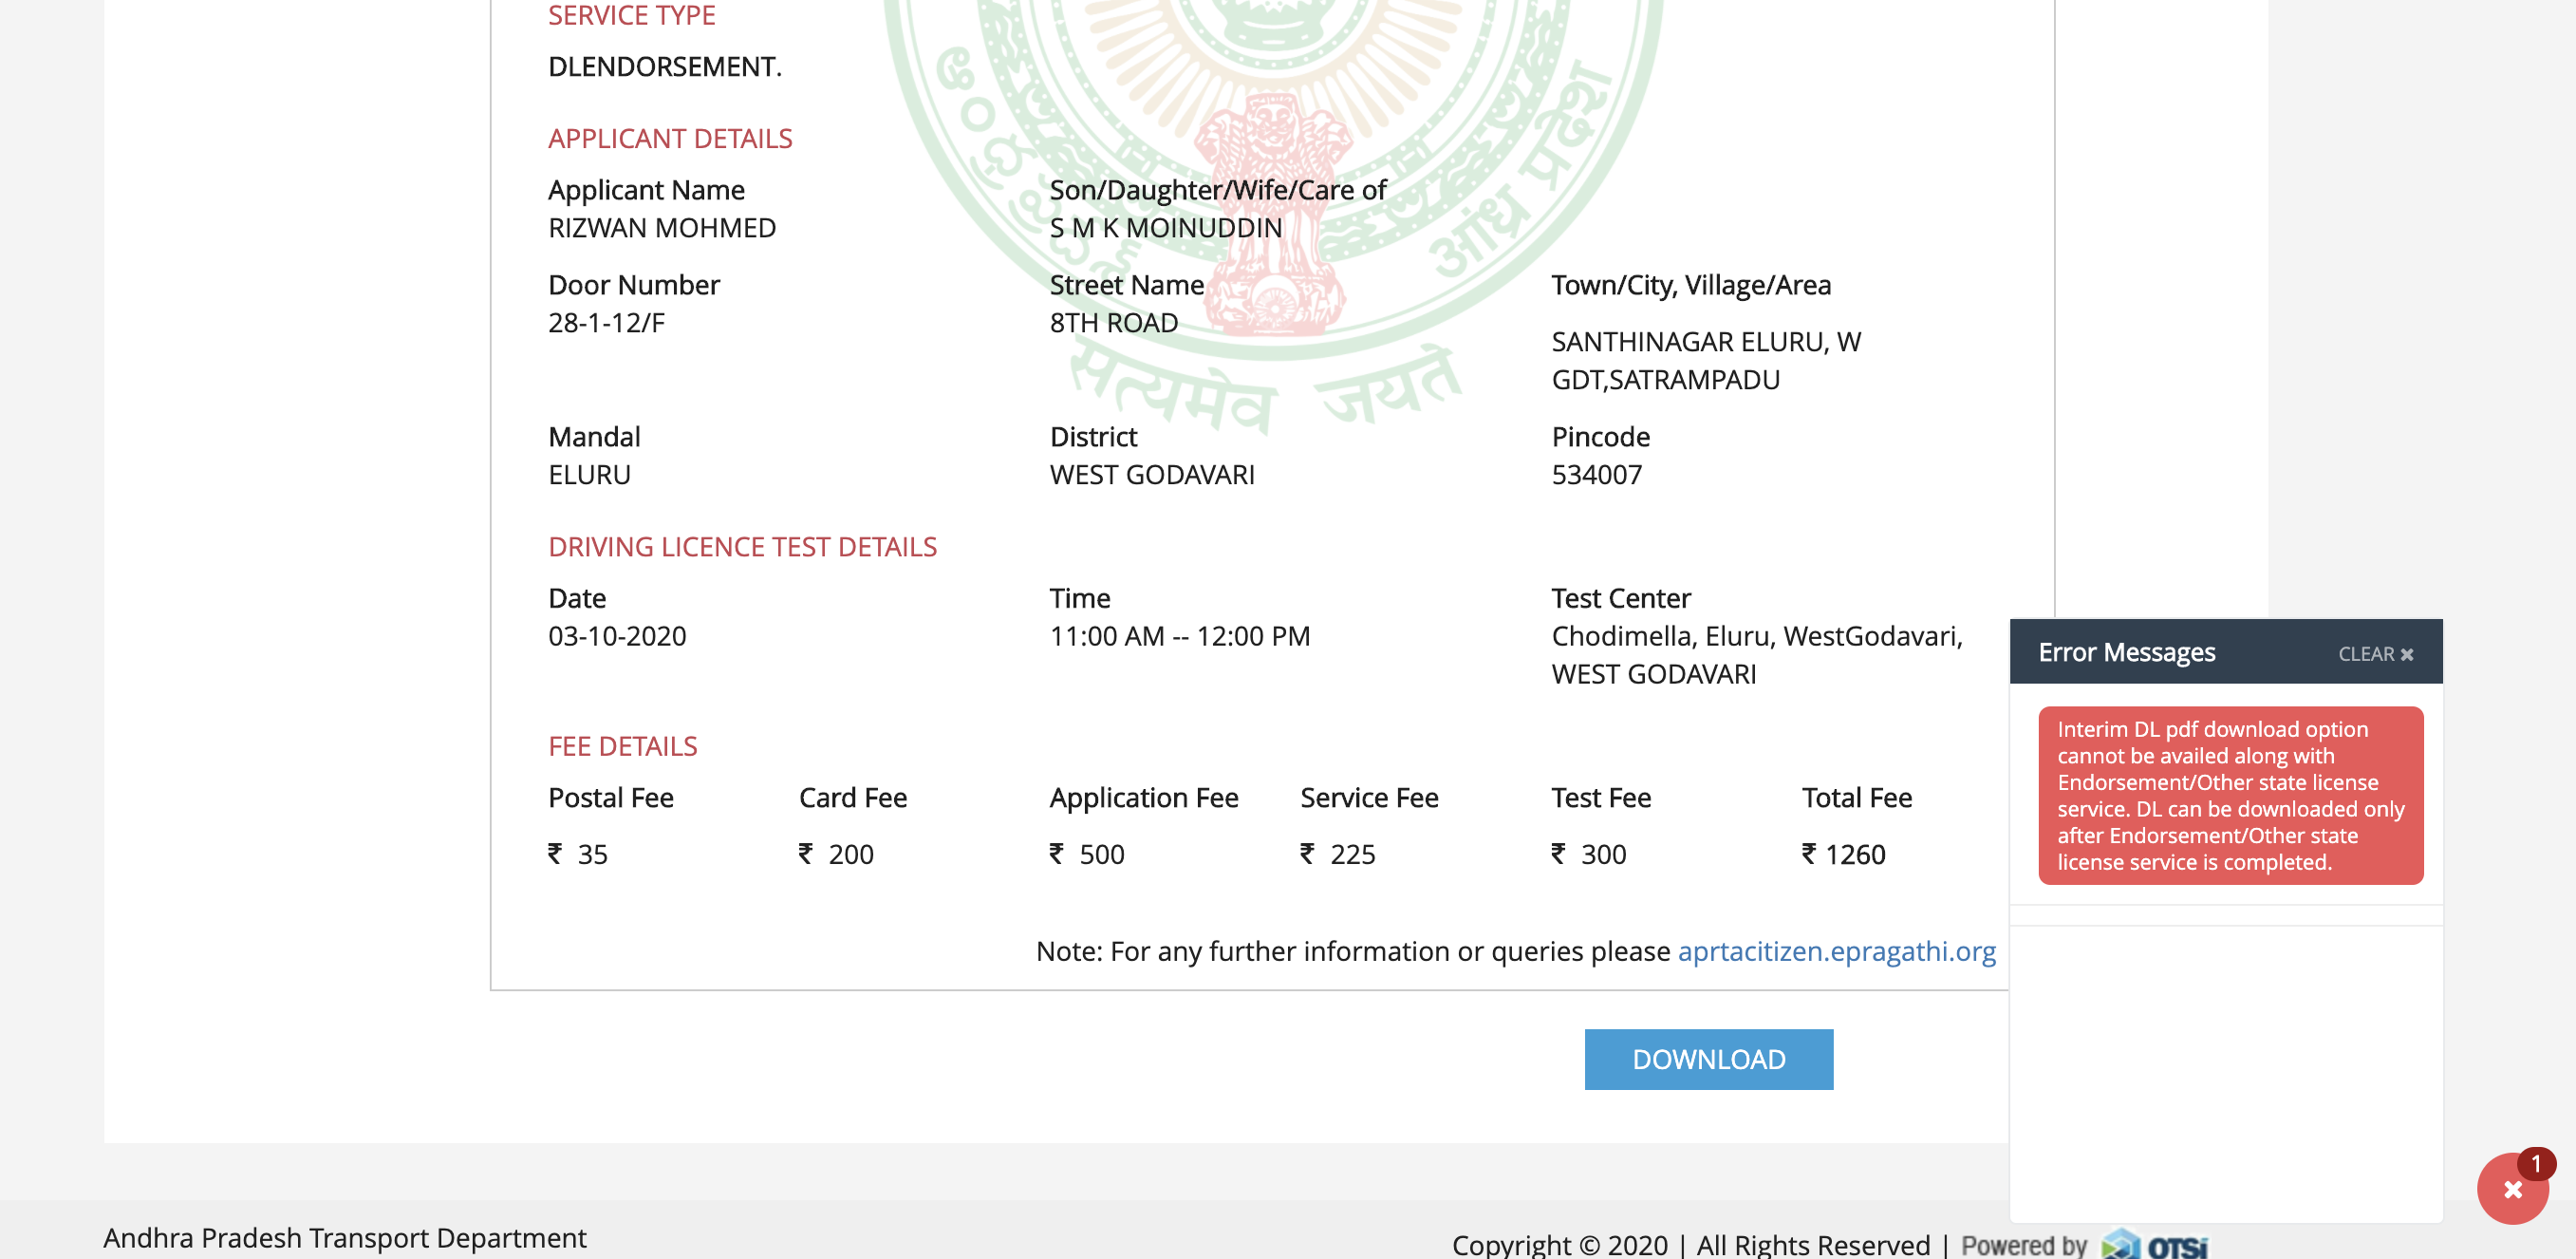 SERVICE TYPE
DLENDORSEMENT.
APPLICANT DETAILS
Applicant Name
RIZWAN MOHMED
Son/Daughter/Wife/Care of
S M K MOINUDDIN
Door Number
28-1-12/F
Street Name
8TH ROAD
Town/City, Village/Area
SANTHINAGAR ELURU, W
GDT,SATRAMPADU
Mandal
ELURU
District
WEST GODAVARI
Pincode
534007
DRIVING LICENCE TEST DETAILS
Date
03-10-2020
Time
11:00 AM -- 12:00 PM
Test Center
Chodimella, Eluru, WestGodavari,
WEST GODAVARI
FEE DETAILS
Postal Fee
₹ 35
Card Fee
₹ 200
Application Fee
₹ 500
Service Fee
₹ 225
Test Fee
₹ 300
Total Fee
₹ 1260
Note: For any further information or queries please aprtacitizen.epragathi.org
DOWNLOAD
Error Messages
CLEAR ✖
Interim DL pdf download option
cannot be availed along with
Endorsement/Other state license
service. DL can be downloaded only
after Endorsement/Other state
license service is completed.
1
Andhra Pradesh Transport Department
Copyright © 2020 | All Rights Reserved | Powered by OTSi
आंध्र प्रदेश
सत्यमेव जयते